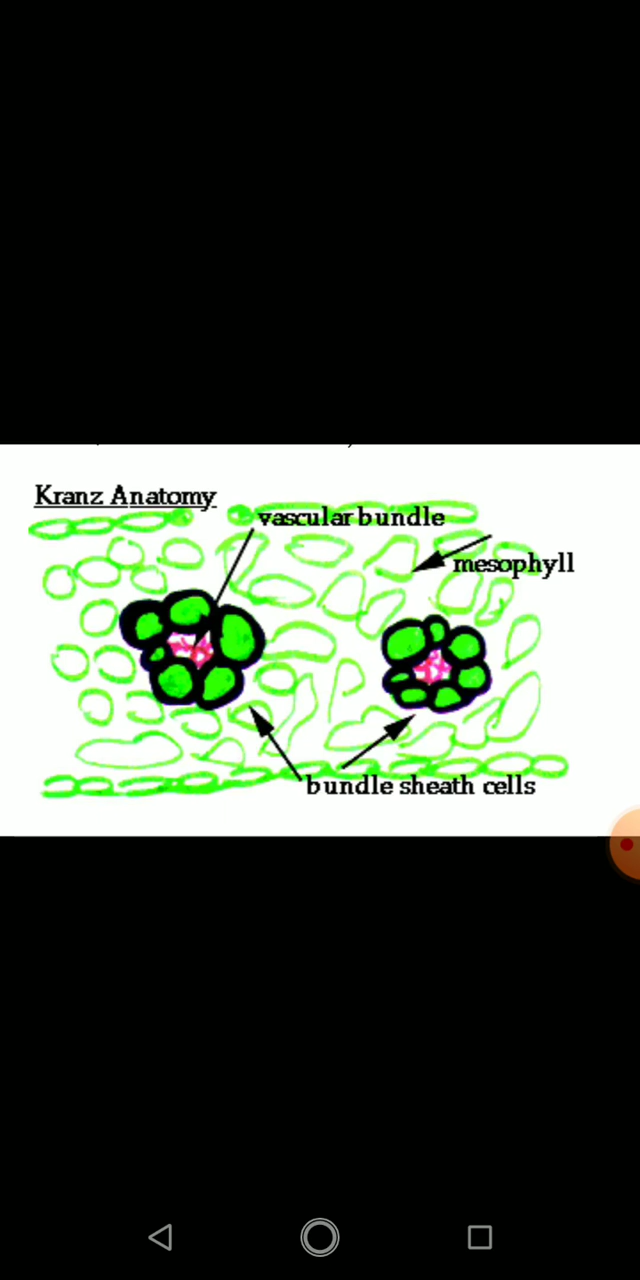 Kranz Anatomy
vascular bundle
mesophyll
bundle sheath cells